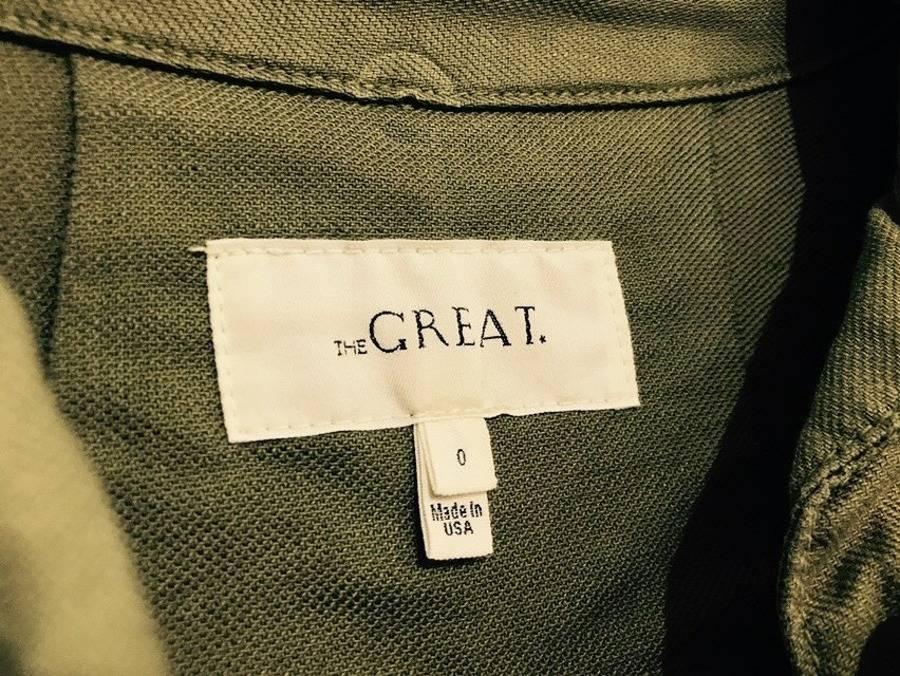 THE GREAT.
0
Made in
USA